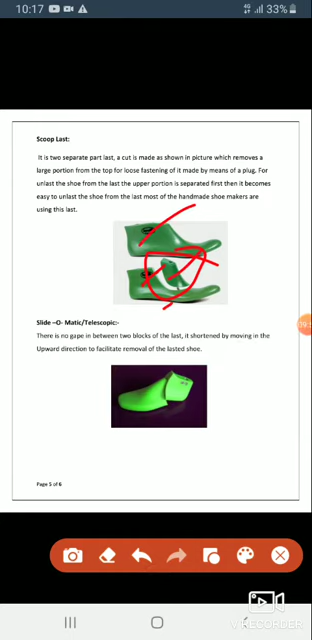 10:17 4G 33%
Scoop Last:
It is two separate part last, a cut is made as shown in picture which removes a
large portion from the top for loose fastening of it made by means of a plug. For
unlast the shoe from the last the upper portion is separated first then it becomes
easy to unlast the shoe from the last most of the handmade shoe makers are
using this last.
Slide –O- Matic/Telescopic:-
There is no gape in between two blocks of the last, it shortened by moving in the
Upward direction to facilitate removal of the lasted shoe.
Page 5 of 6
V RECORDER